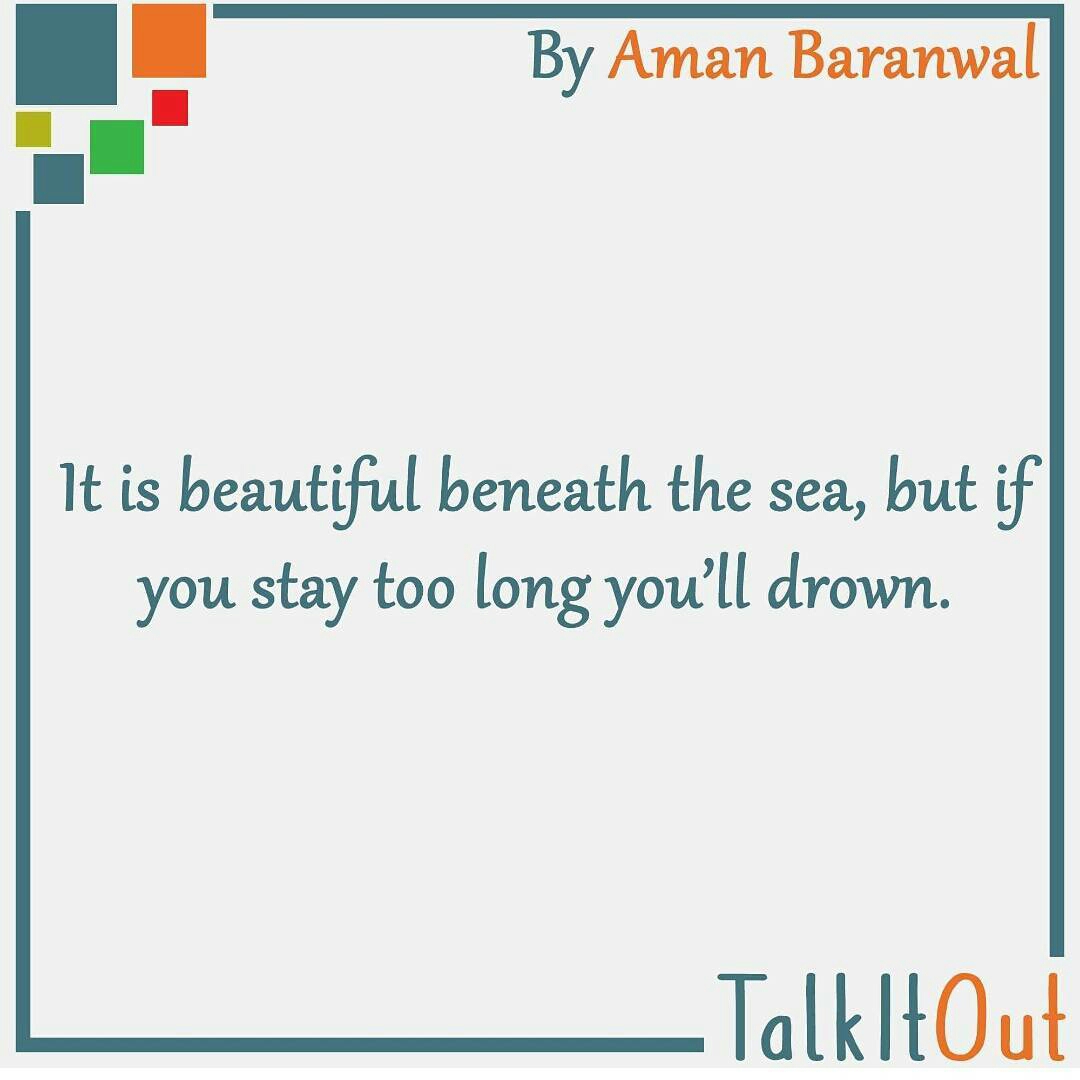 By Aman Baranwal
It is beautiful beneath the sea, but if
you stay too long you’ll drown.
TalkItOut